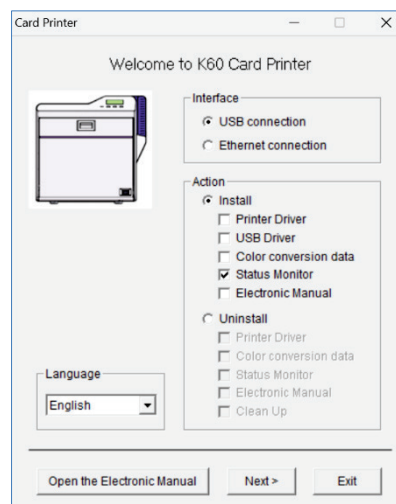 Card Printer
Welcome to K60 Card Printer
Interface
USB connection
Ethernet connection
Action
Install
Printer Driver
USB Driver
Color conversion data
Status Monitor
Electronic Manual
Uninstall
Printer Driver
Color conversion data
Status Monitor
Electronic Manual
Clean Up
Language
English
Open the Electronic Manual
Next >
Exit